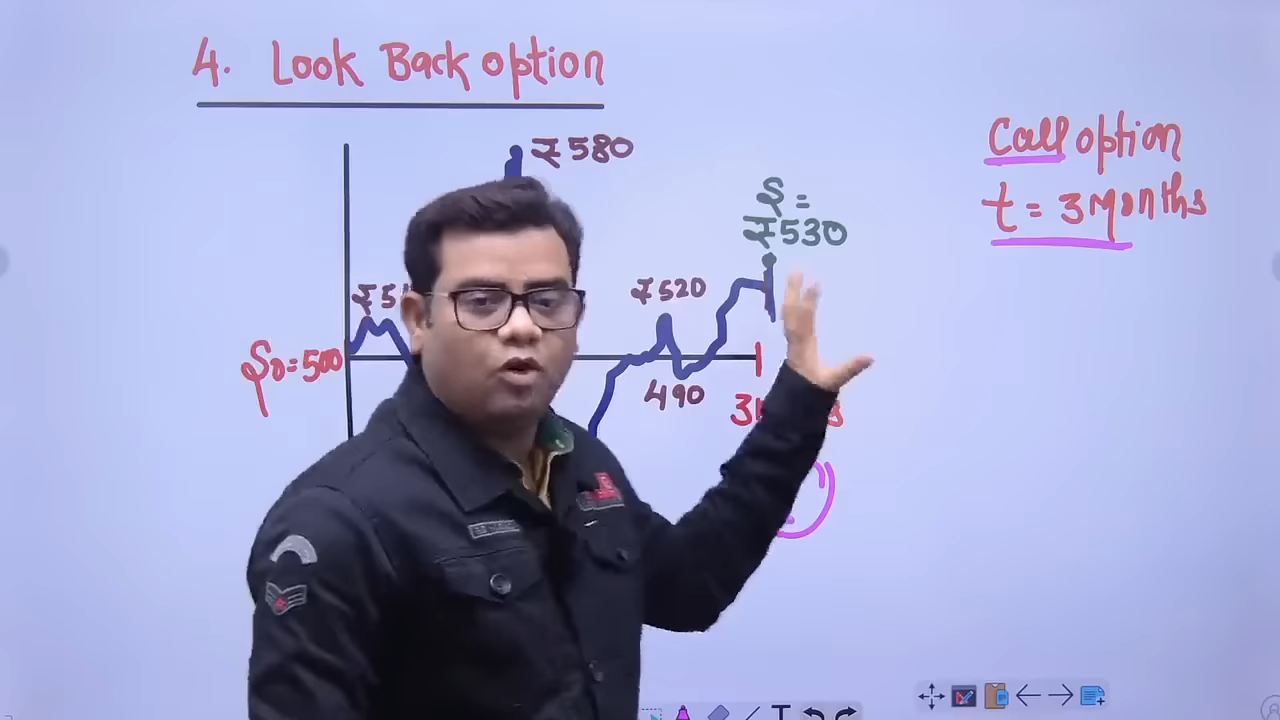 4. Look Back option
₹580
Call option
t = 3 Months
S =
₹530
₹520
S0=500
490